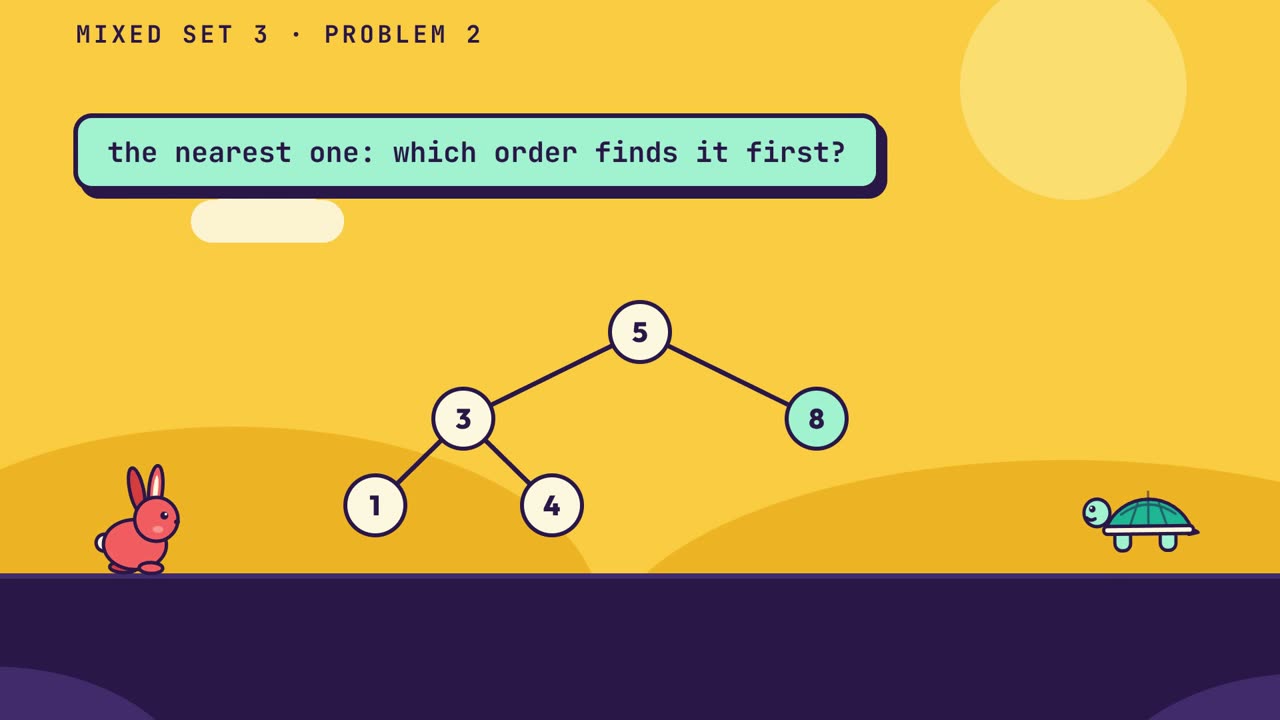 MIXED SET 3 · PROBLEM 2
the nearest one: which order finds it first?
5
3 8
1 4